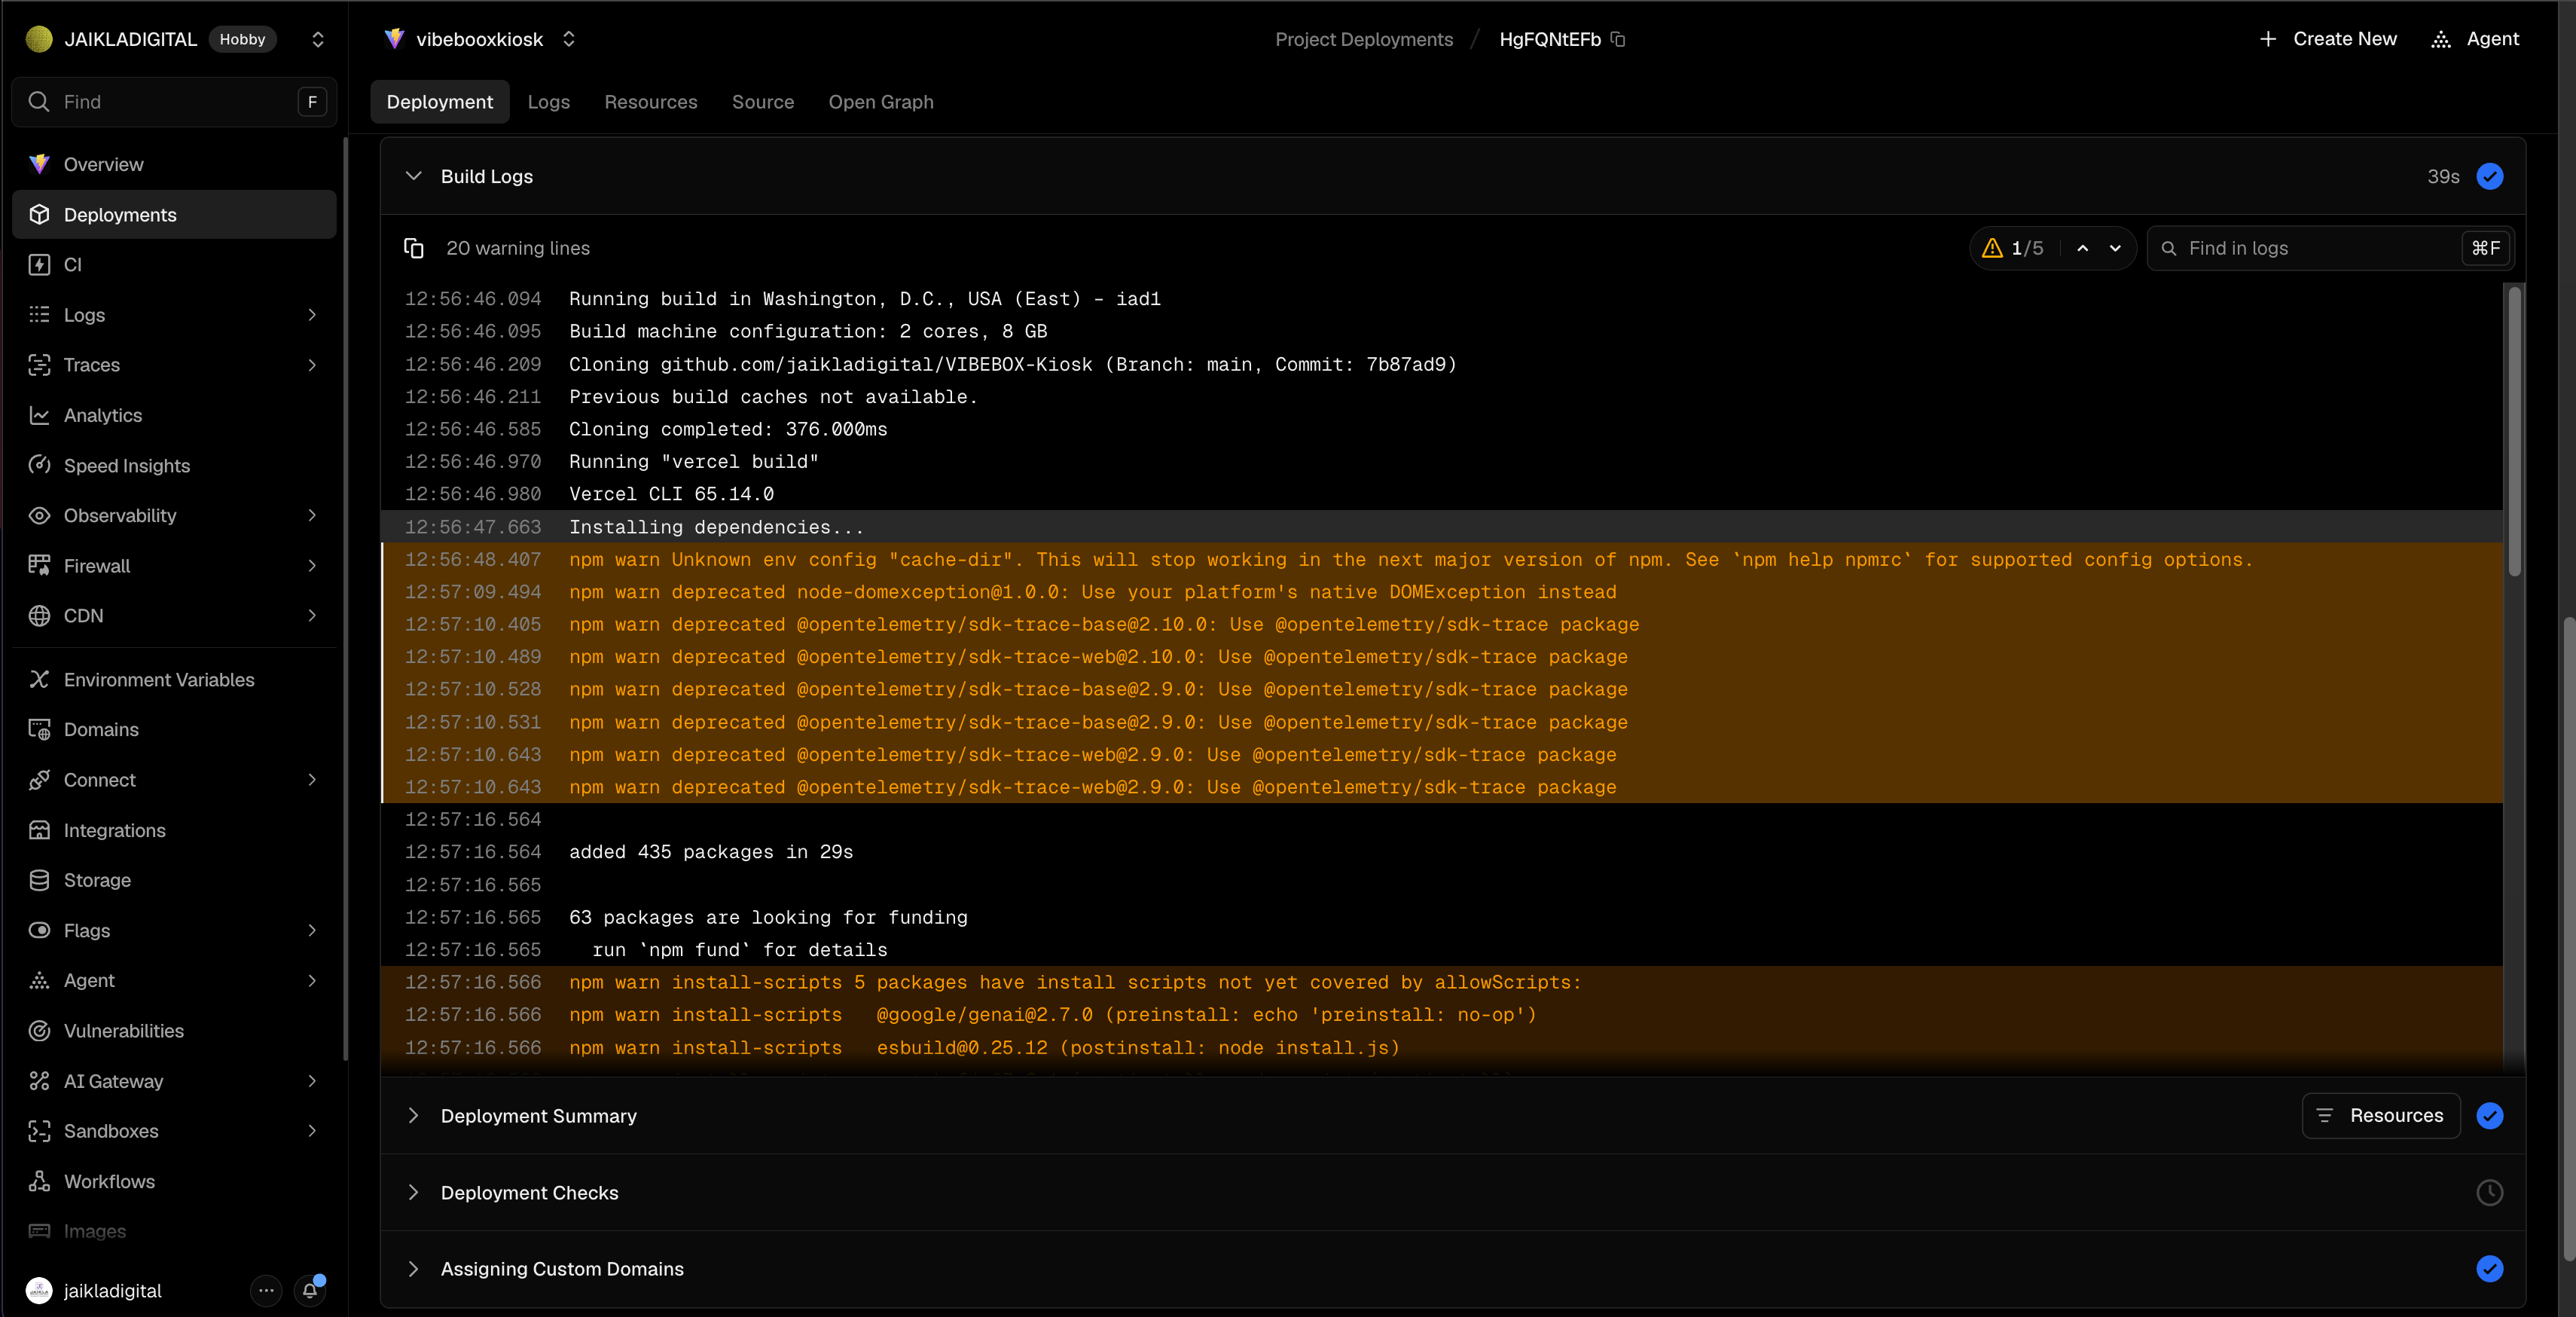 JAIKLADIGITAL Hobby
vibebooxkiosk
Project Deployments / HgFQNtEFb
Create New
Agent
Find F
Deployment Logs Resources Source Open Graph
Overview
Deployments
CI
Logs
Traces
Analytics
Speed Insights
Observability
Firewall
CDN
Environment Variables
Domains
Connect
Integrations
Storage
Flags
Agent
Vulnerabilities
AI Gateway
Sandboxes
Workflows
Images
jaikladigital
Build Logs 39s
20 warning lines 1/5 Find in logs ⌘F
12:56:46.094 Running build in Washington, D.C., USA (East) – iad1
12:56:46.095 Build machine configuration: 2 cores, 8 GB
12:56:46.209 Cloning github.com/jaikladigital/VIBEBOX-Kiosk (Branch: main, Commit: 7b87ad9)
12:56:46.211 Previous build caches not available.
12:56:46.585 Cloning completed: 376.000ms
12:56:46.970 Running "vercel build"
12:56:46.980 Vercel CLI 65.14.0
12:56:47.663 Installing dependencies...
12:56:48.407 npm warn Unknown env config "cache-dir". This will stop working in the next major version of npm. See `npm help npmrc` for supported config options.
12:57:09.494 npm warn deprecated node-domexception@1.0.0: Use your platform's native DOMException instead
12:57:10.405 npm warn deprecated @opentelemetry/sdk-trace-base@2.10.0: Use @opentelemetry/sdk-trace package
12:57:10.489 npm warn deprecated @opentelemetry/sdk-trace-web@2.10.0: Use @opentelemetry/sdk-trace package
12:57:10.528 npm warn deprecated @opentelemetry/sdk-trace-base@2.9.0: Use @opentelemetry/sdk-trace package
12:57:10.531 npm warn deprecated @opentelemetry/sdk-trace-base@2.9.0: Use @opentelemetry/sdk-trace package
12:57:10.643 npm warn deprecated @opentelemetry/sdk-trace-web@2.9.0: Use @opentelemetry/sdk-trace package
12:57:10.643 npm warn deprecated @opentelemetry/sdk-trace-web@2.9.0: Use @opentelemetry/sdk-trace package
12:57:16.564
12:57:16.564 added 435 packages in 29s
12:57:16.565
12:57:16.565 63 packages are looking for funding
12:57:16.565 run `npm fund` for details
12:57:16.566 npm warn install-scripts 5 packages have install scripts not yet covered by allowScripts:
12:57:16.566 npm warn install-scripts @google/genai@2.7.0 (preinstall: echo 'preinstall: no-op')
12:57:16.566 npm warn install-scripts esbuild@0.25.12 (postinstall: node install.js)
Deployment Summary Resources
Deployment Checks
Assigning Custom Domains